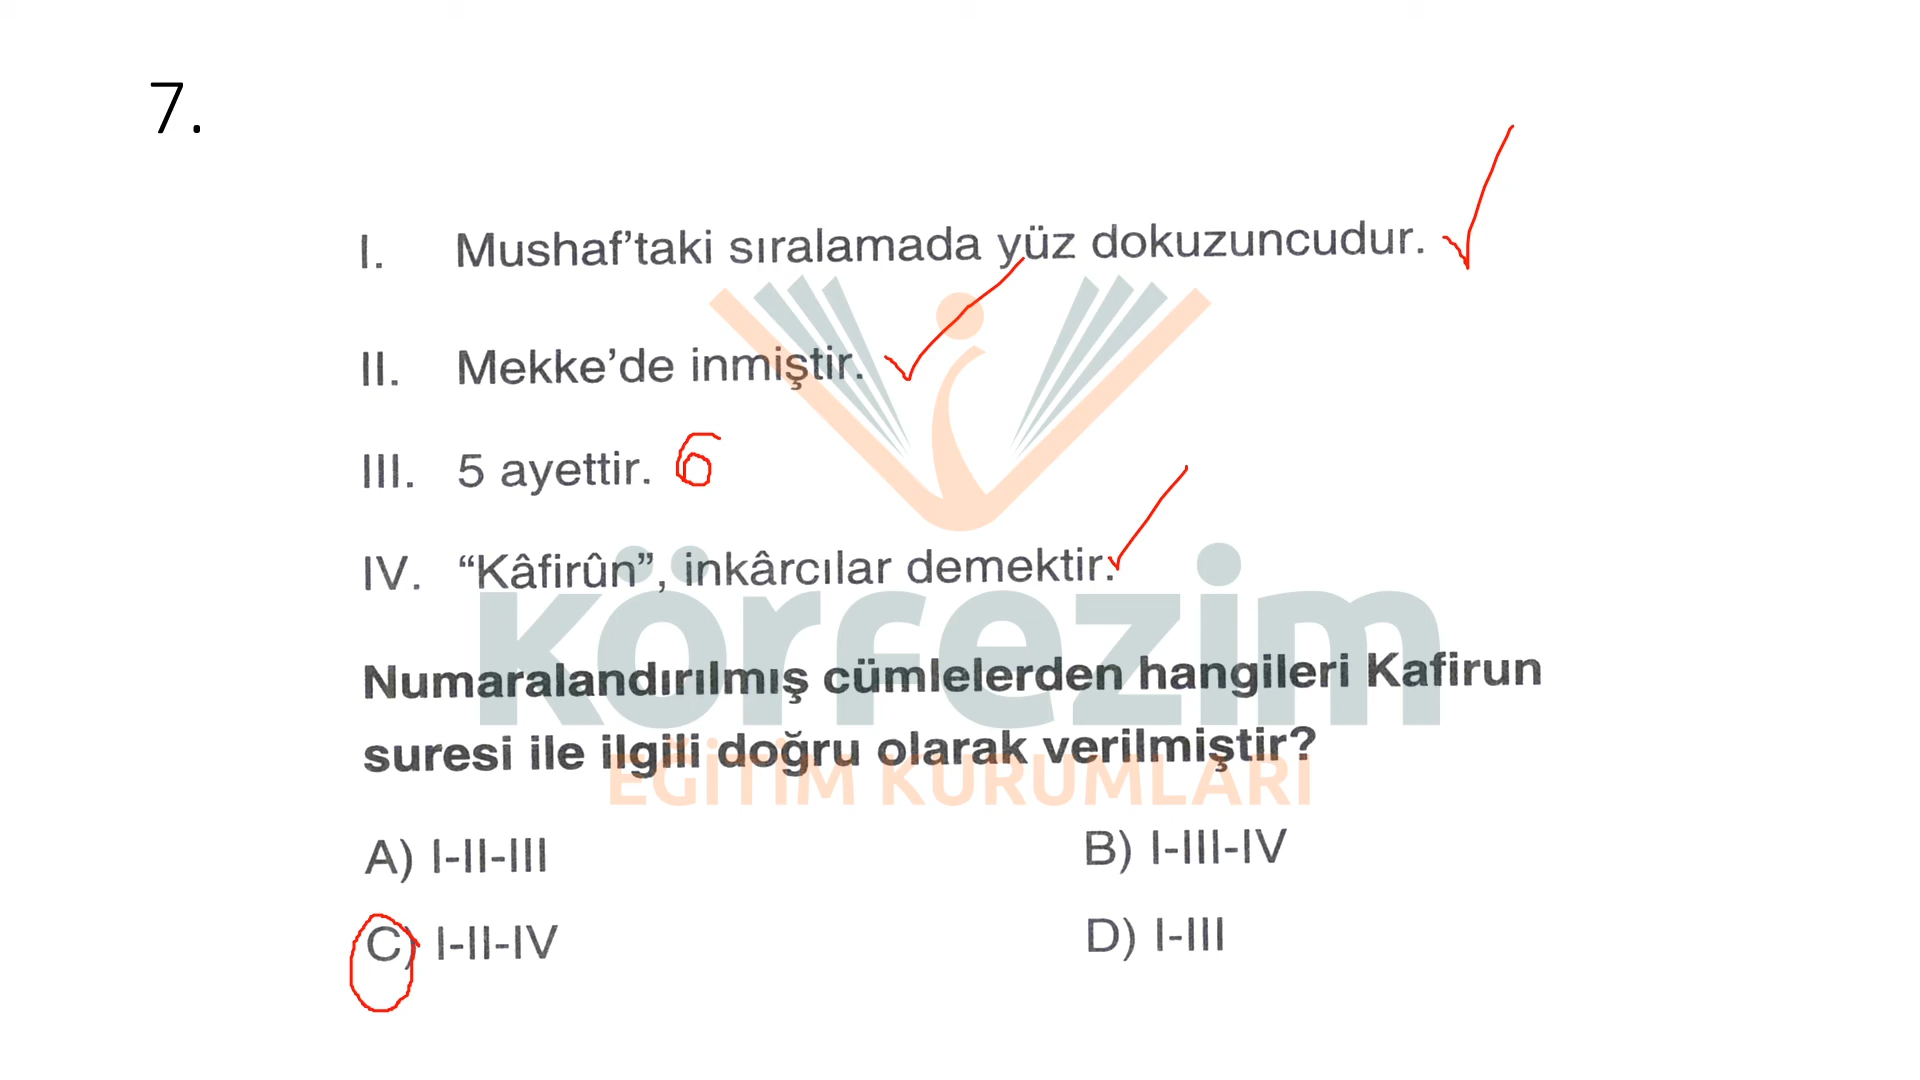 7.
I. Mushaf’taki sıralamada yüz dokuzuncudur.
II. Mekke’de inmiştir.
III. 5 ayettir. 6
IV. “Kâfirûn”, inkârcılar demektir.
körfezim
Numaralandırılmış cümlelerden hangileri Kafirun
suresi ile ilgili doğru olarak verilmiştir?
EĞİTİM KURUMLARI
A) I-II-III
B) I-III-IV
C) I-II-IV
D) I-III